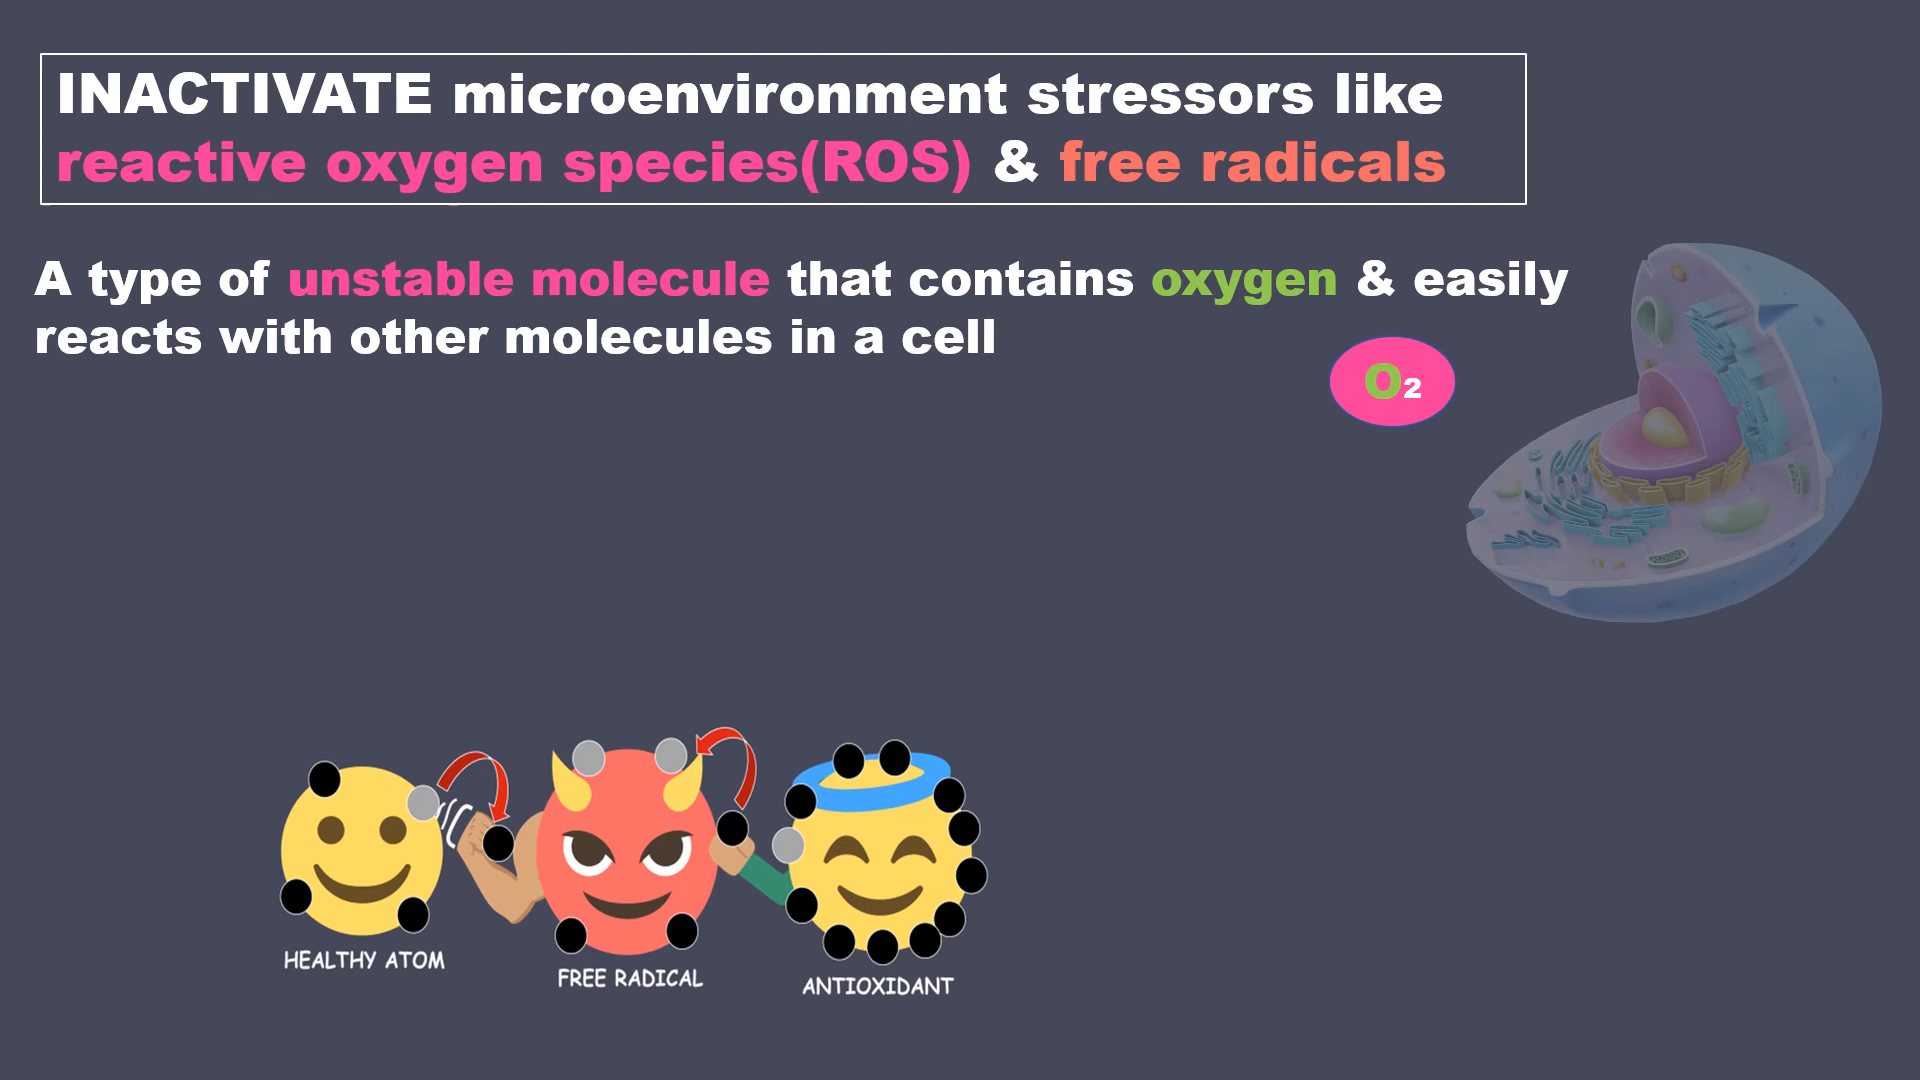 INACTIVATE microenvironment stressors like
reactive oxygen species(ROS) & free radicals
A type of unstable molecule that contains oxygen & easily
reacts with other molecules in a cell
O₂
HEALTHY ATOM
FREE RADICAL
ANTIOXIDANT